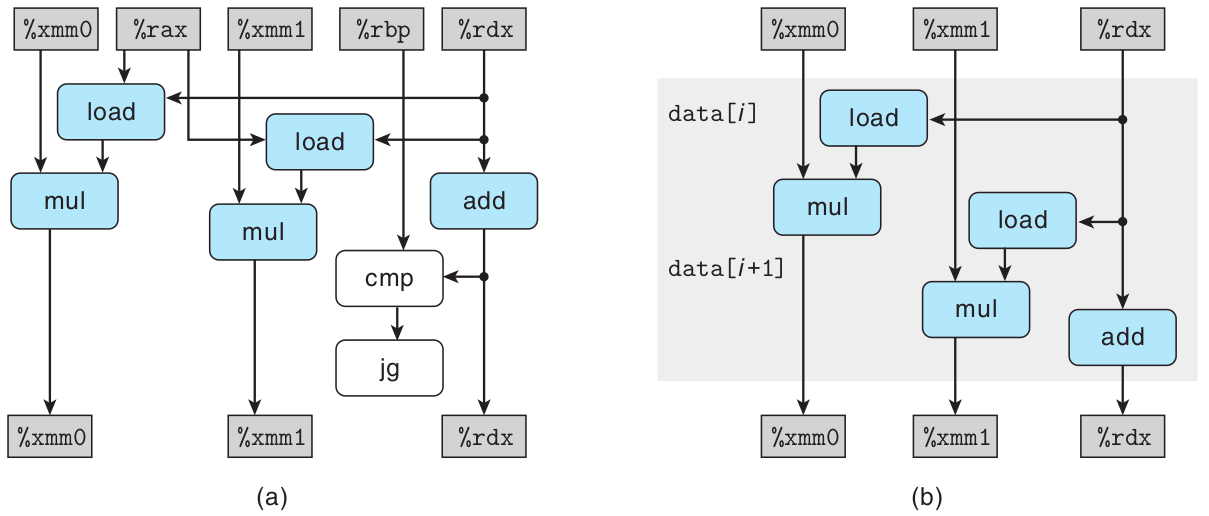 %xmm0 %rax %xmm1 %rbp %rdx
load
load
mul
add
mul
cmp
jg
%xmm0 %xmm1 %rdx
(a)
%xmm0 %xmm1 %rdx
data[i]
load
mul
load
data[i+1]
mul
add
%xmm0 %xmm1 %rdx
(b)